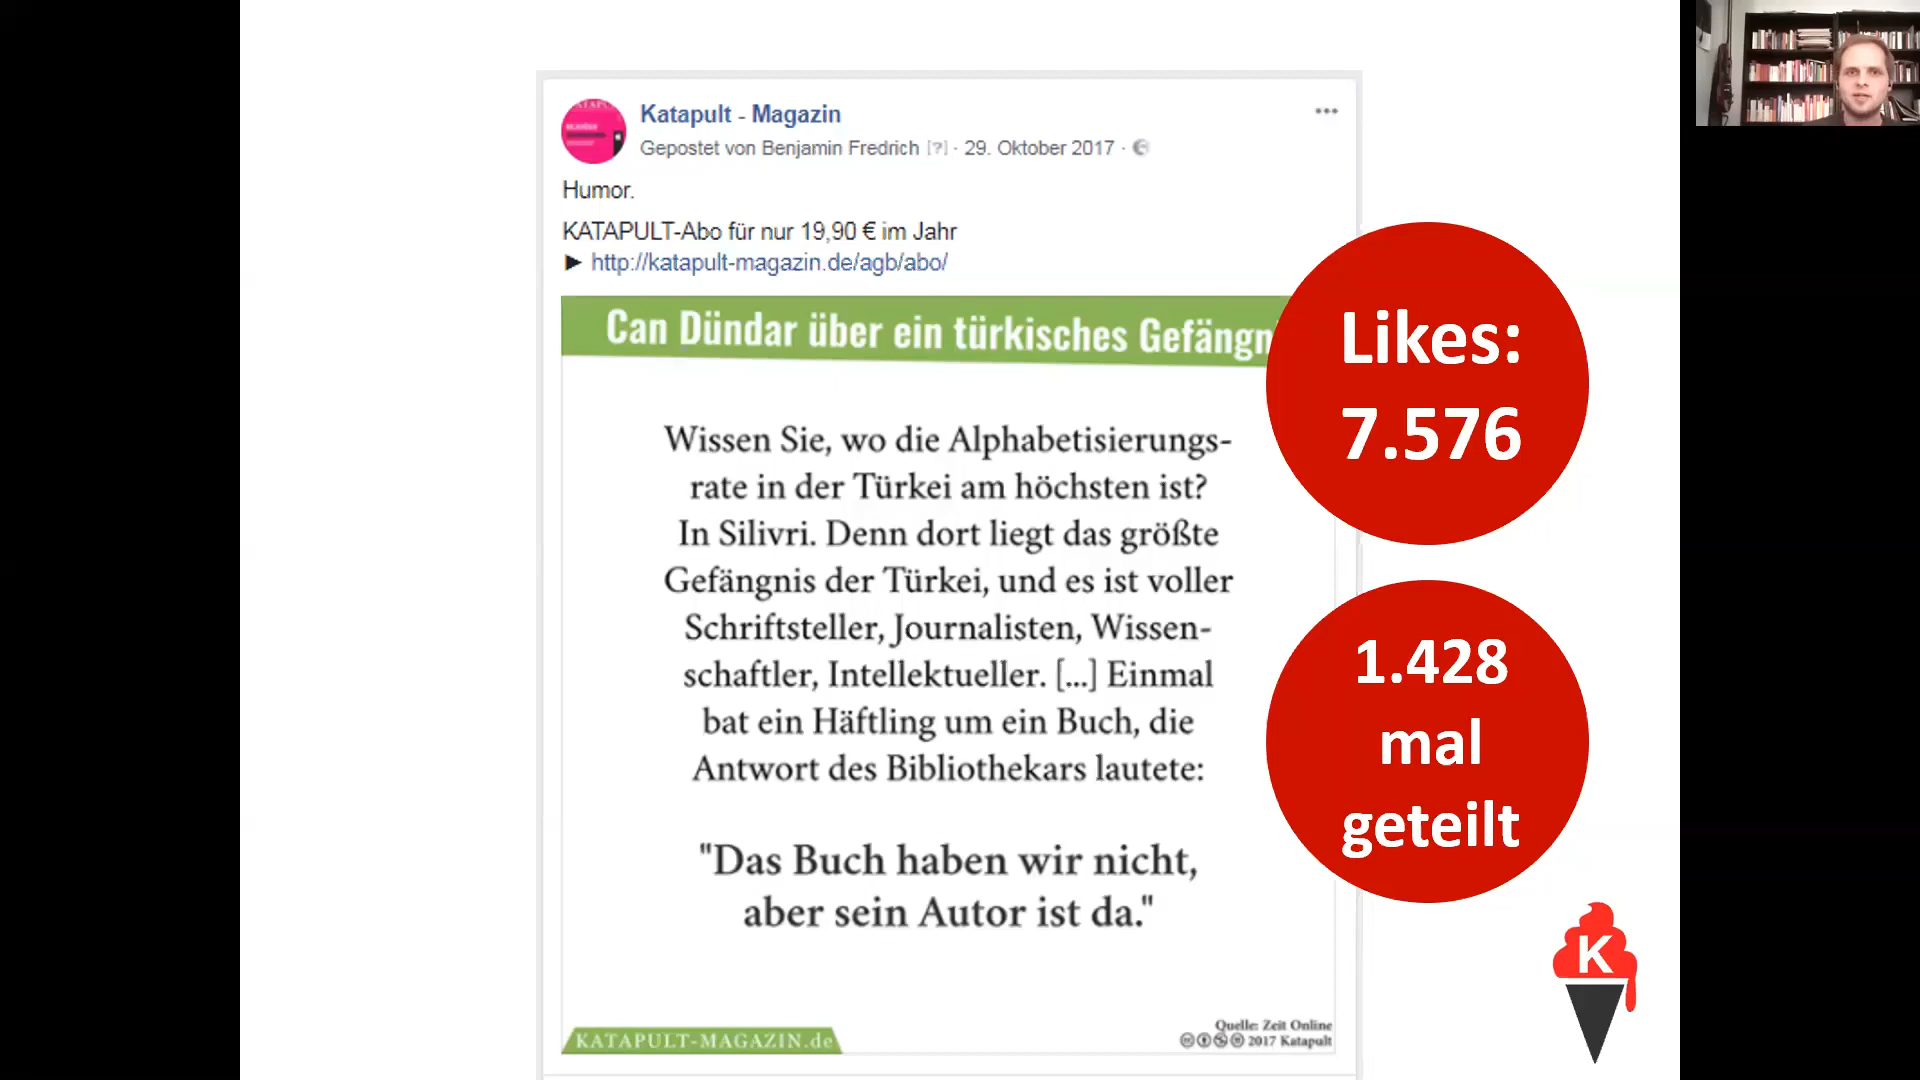 Katapult - Magazin
Gepostet von Benjamin Fredrich [?] · 29. Oktober 2017 ·
Humor.
KATAPULT-Abo für nur 19,90 € im Jahr
► http://katapult-magazin.de/agb/abo/
Can Dündar über ein türkisches Gefängn
Wissen Sie, wo die Alphabetisierungs-
rate in der Türkei am höchsten ist?
In Silivri. Denn dort liegt das größte
Gefängnis der Türkei, und es ist voller
Schriftsteller, Journalisten, Wissen-
schaftler, Intellektueller. [...] Einmal
bat ein Häftling um ein Buch, die
Antwort des Bibliothekars lautete:
"Das Buch haben wir nicht,
aber sein Autor ist da."
KATAPULT-MAGAZIN.de
Quelle: Zeit Online
2017 Katapult
Likes:
7.576
1.428
mal
geteilt
K